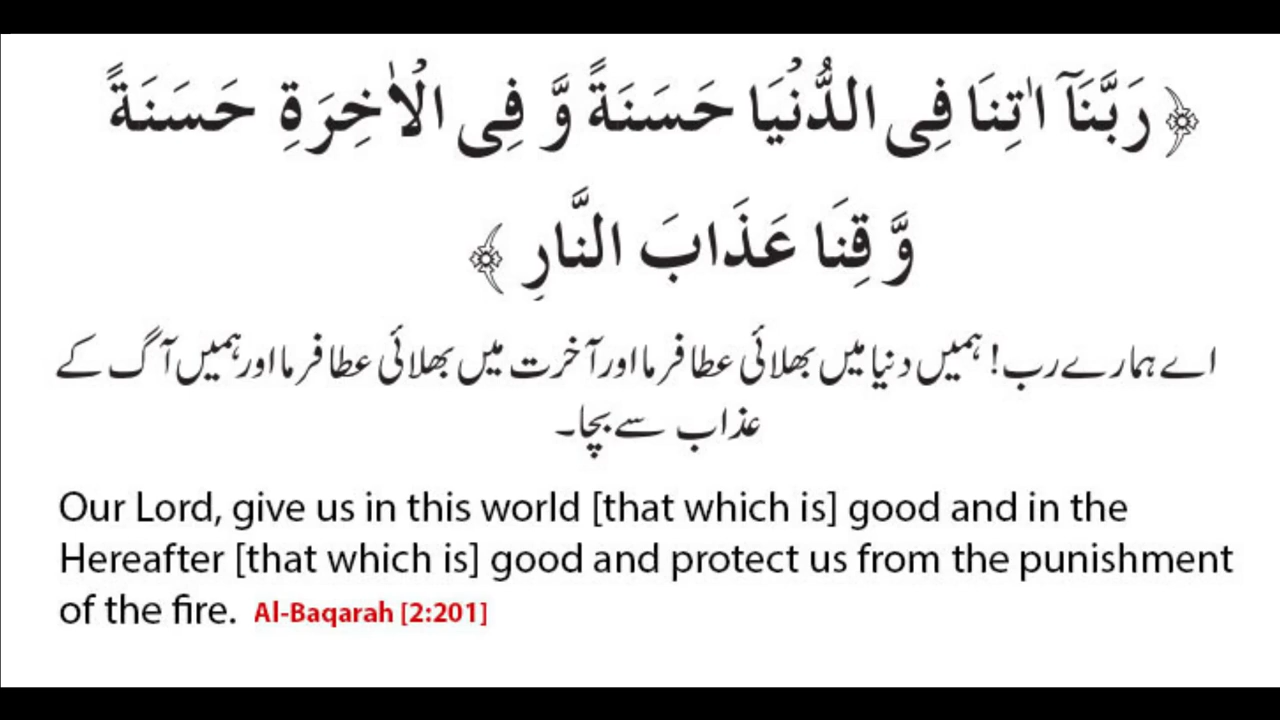 ﴿ رَبَّنَاۤ اٰتِنَا فِی الدُّنْیَا حَسَنَةً وَّ فِی الْاٰخِرَةِ حَسَنَةً
وَّ قِنَا عَذَابَ النَّارِ ﴾
اے ہمارے رب! ہمیں دنیا میں بھلائی عطا فرما اور آخرت میں بھلائی عطا فرما اور ہمیں آگ کے
عذاب سے بچا۔
Our Lord, give us in this world [that which is] good and in the
Hereafter [that which is] good and protect us from the punishment
of the fire. Al-Baqarah [2:201]